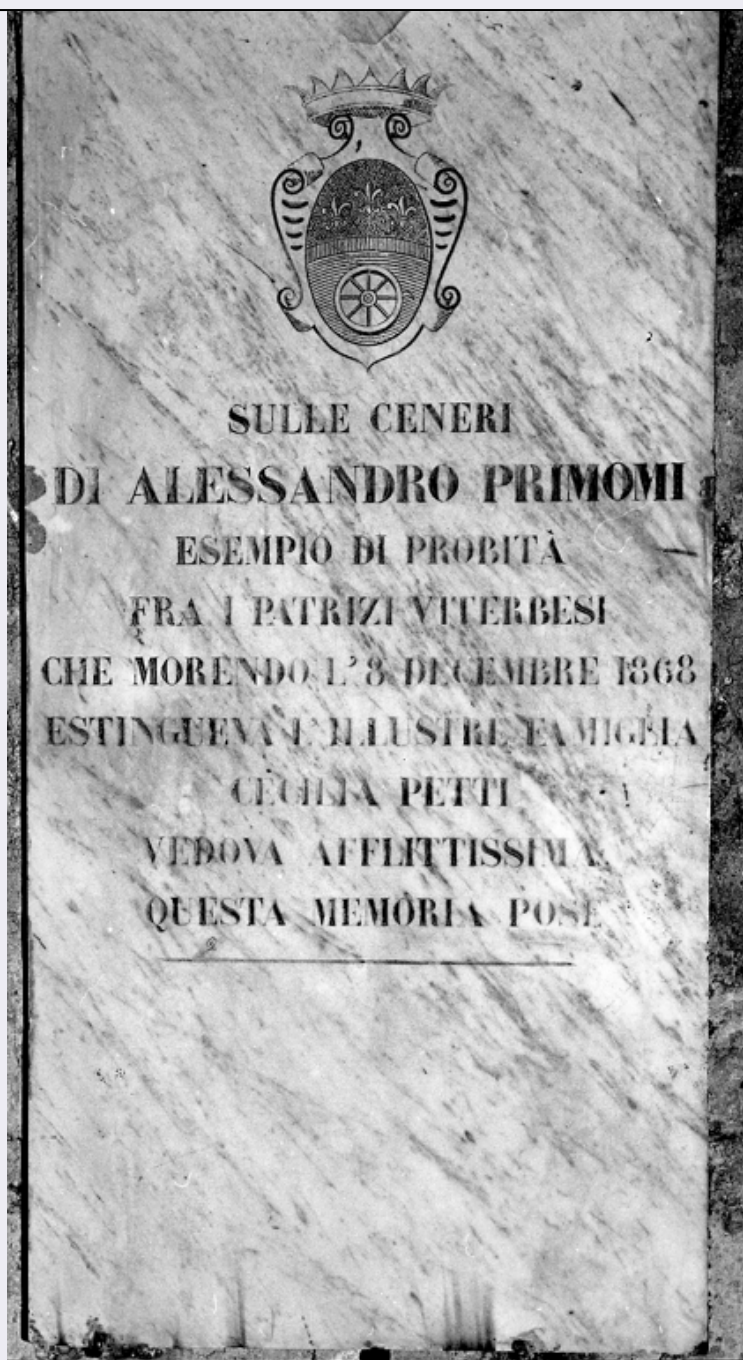 SULLE CENERI
DI ALESSANDRO PRIMOMI
ESEMPIO DI PROBITÀ
FRA I PATRIZI VITERBESI
CHE MORENDO L'8 DECEMBRE 1868
ESTINGUEVA L'ILLUSTRE FAMIGLIA
CECILIA PETTI
VEDOVA AFFLITTISSIMA
QUESTA MEMORIA POSE